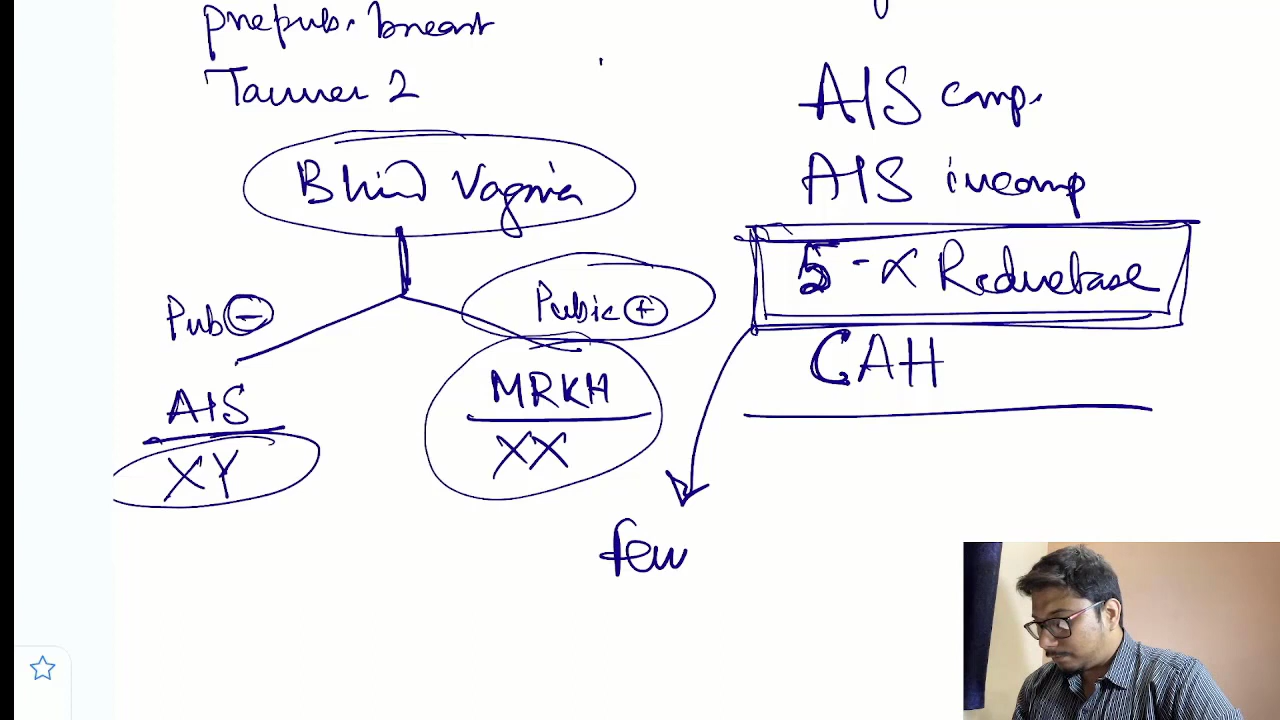 prepub. breast
Tanner 2
Blind Vagina
Pub ⊖
Pubic ⊕
AIS
XY
MRKH
XX
AIS comp.
AIS incomp
5-α Reductase
CAH
few